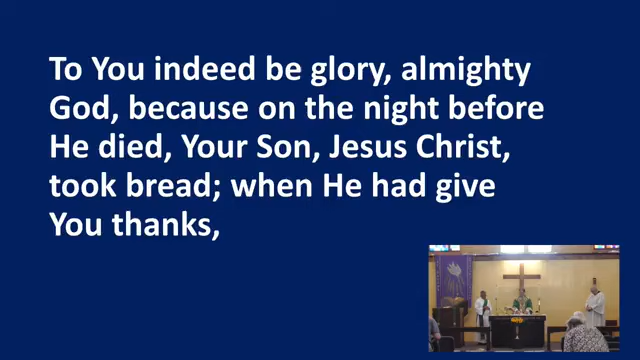 To You indeed be glory, almighty
God, because on the night before
He died, Your Son, Jesus Christ,
took bread; when He had give
You thanks,